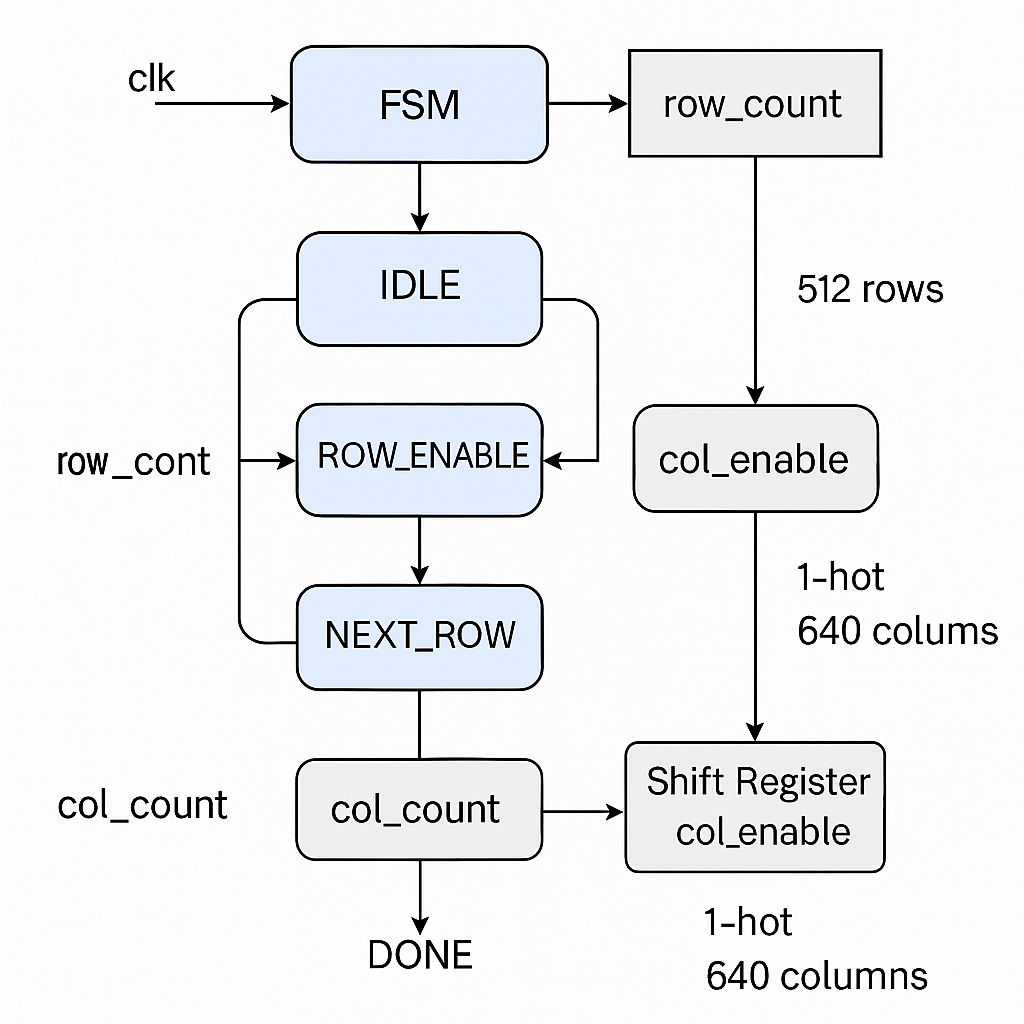 clk
FSM
row_count
IDLE
512 rows
row_cont
ROW_ENABLE
col_enable
1-hot
640 colums
NEXT_ROW
col_count
col_count
Shift Register
col_enable
DONE
1-hot
640 columns